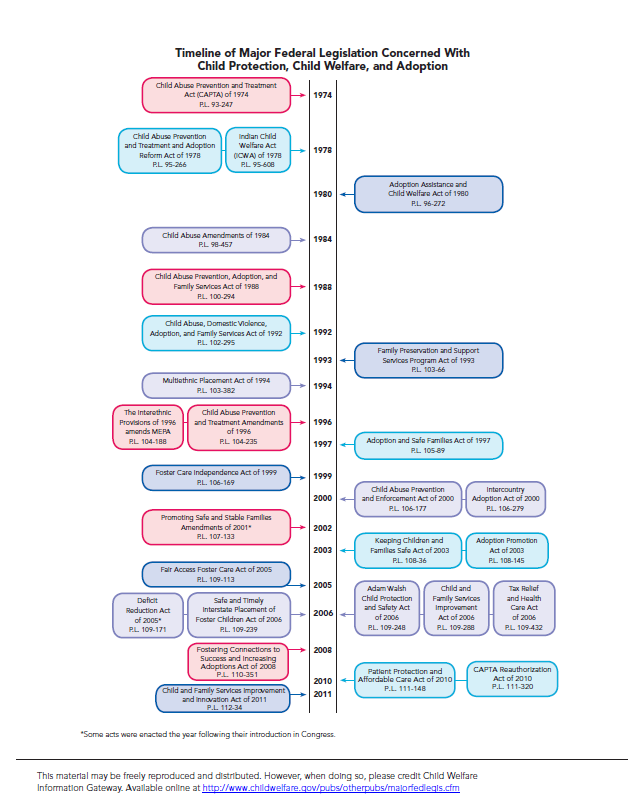 Timeline of Major Federal Legislation Concerned With
Child Protection, Child Welfare, and Adoption
Child Abuse Prevention and Treatment
Act (CAPTA) of 1974
P.L. 93-247
1974
Child Abuse Prevention
and Treatment and Adoption
Reform Act of 1978
P.L. 95-266
Indian Child
Welfare Act
(ICWA) of 1978
P.L. 95-608
1978
Adoption Assistance and
Child Welfare Act of 1980
P.L. 96-272
1980
Child Abuse Amendments of 1984
P.L. 98-457
1984
Child Abuse Prevention, Adoption, and
Family Services Act of 1988
P.L. 100-294
1988
Child Abuse, Domestic Violence,
Adoption, and Family Services Act of 1992
P.L. 102-295
1992
Family Preservation and Support
Services Program Act of 1993
P.L. 103-66
1993
Multiethnic Placement Act of 1994
P.L. 103-382
1994
The Interethnic
Provisions of 1996
amends MEPA
P.L. 104-188
Child Abuse Prevention
and Treatment Amendments
of 1996
P.L. 104-235
1996
1997
Adoption and Safe Families Act of 1997
P.L. 105-89
Foster Care Independence Act of 1999
P.L. 106-169
1999
2000
Child Abuse Prevention
and Enforcement Act of 2000
P.L. 106-177
Intercountry
Adoption Act of 2000
P.L. 106-279
Promoting Safe and Stable Families
Amendments of 2001*
P.L. 107-133
2002
2003
Keeping Children and
Families Safe Act of 2003
P.L. 108-36
Adoption Promotion
Act of 2003
P.L. 108-145
Fair Access Foster Care Act of 2005
P.L. 109-113
2005
Deficit
Reduction Act
of 2005*
P.L. 109-171
Safe and Timely
Interstate Placement of
Foster Children Act of 2006
P.L. 109-239
2006
Adam Walsh
Child Protection
and Safety Act
of 2006
P.L. 109-248
Child and
Family Services
Improvement
Act of 2006
P.L. 109-288
Tax Relief
and Health
Care Act
of 2006
P.L. 109-432
Fostering Connections to
Success and Increasing
Adoptions Act of 2008
P.L. 110-351
2008
2010
Patient Protection and
Affordable Care Act of 2010
P.L. 111-148
CAPTA Reauthorization
Act of 2010
P.L. 111-320
Child and Family Services Improvement
and Innovation Act of 2011
P.L. 112-34
2011
*Some acts were enacted the year following their introduction in Congress.
This material may be freely reproduced and distributed. However, when doing so, please credit Child Welfare
Information Gateway. Available online at http://www.childwelfare.gov/pubs/otherpubs/majorfedlegis.cfm